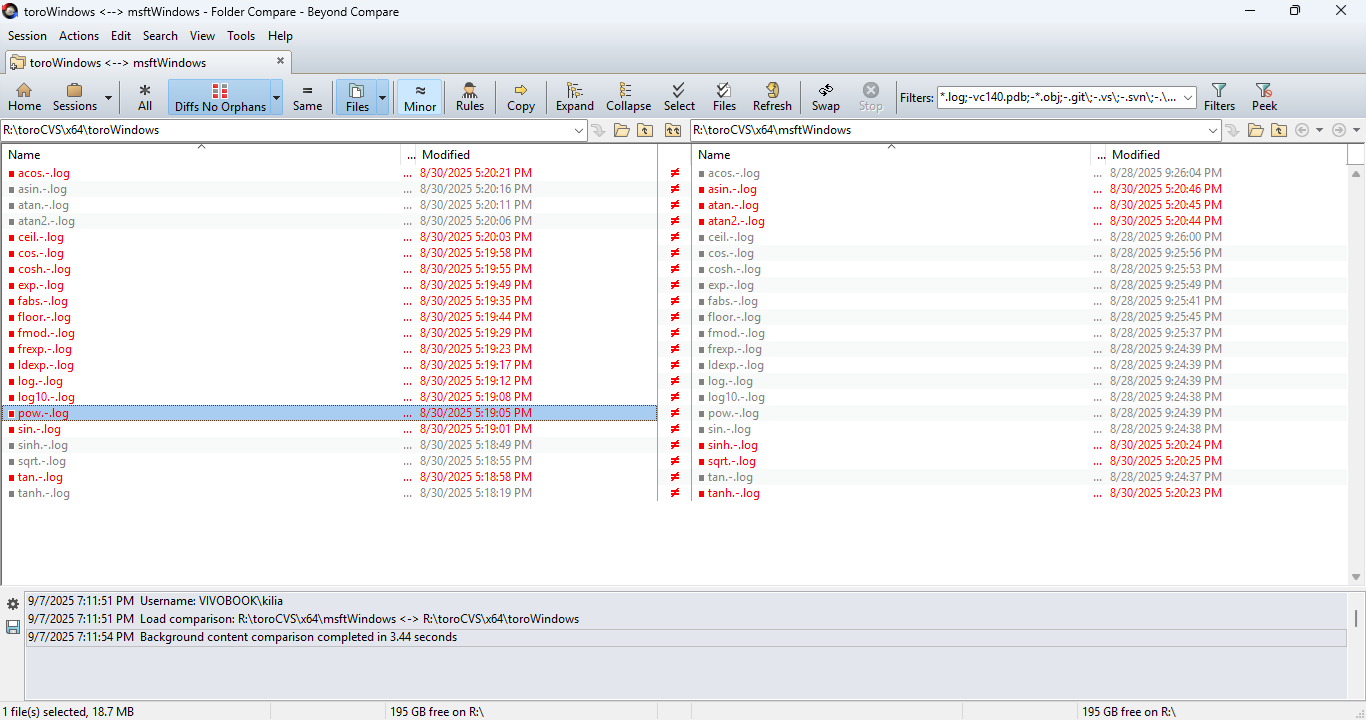 toroWindows <--> msftWindows - Folder Compare - Beyond Compare
Session Actions Edit Search View Tools Help
toroWindows <--> msftWindows
Home Sessions All Diffs No Orphans Same Files Minor Rules Copy Expand Collapse Select Files Refresh Swap Stop Filters: *.log;-vc140.pdb;-*.obj;-.git\;-.vs\;-.svn\;-.\... Filters Peek
R:\toroCVS\x64\toroWindows R:\toroCVS\x64\msftWindows
Name ... Modified Name ... Modified
acos.-.log ... 8/30/2025 5:20:21 PM ≠ acos.-.log ... 8/28/2025 9:26:04 PM
asin.-.log ... 8/30/2025 5:20:16 PM ≠ asin.-.log ... 8/30/2025 5:20:46 PM
atan.-.log ... 8/30/2025 5:20:11 PM ≠ atan.-.log ... 8/30/2025 5:20:45 PM
atan2.-.log ... 8/30/2025 5:20:06 PM ≠ atan2.-.log ... 8/30/2025 5:20:44 PM
ceil.-.log ... 8/30/2025 5:20:03 PM ≠ ceil.-.log ... 8/28/2025 9:26:00 PM
cos.-.log ... 8/30/2025 5:19:58 PM ≠ cos.-.log ... 8/28/2025 9:25:56 PM
cosh.-.log ... 8/30/2025 5:19:55 PM ≠ cosh.-.log ... 8/28/2025 9:25:53 PM
exp.-.log ... 8/30/2025 5:19:49 PM ≠ exp.-.log ... 8/28/2025 9:25:49 PM
fabs.-.log ... 8/30/2025 5:19:35 PM ≠ fabs.-.log ... 8/28/2025 9:25:41 PM
floor.-.log ... 8/30/2025 5:19:44 PM ≠ floor.-.log ... 8/28/2025 9:25:45 PM
fmod.-.log ... 8/30/2025 5:19:29 PM ≠ fmod.-.log ... 8/28/2025 9:25:37 PM
frexp.-.log ... 8/30/2025 5:19:23 PM ≠ frexp.-.log ... 8/28/2025 9:24:39 PM
ldexp.-.log ... 8/30/2025 5:19:17 PM ≠ ldexp.-.log ... 8/28/2025 9:24:39 PM
log.-.log ... 8/30/2025 5:19:12 PM ≠ log.-.log ... 8/28/2025 9:24:39 PM
log10.-.log ... 8/30/2025 5:19:08 PM ≠ log10.-.log ... 8/28/2025 9:24:38 PM
pow.-.log ... 8/30/2025 5:19:05 PM ≠ pow.-.log ... 8/28/2025 9:24:39 PM
sin.-.log ... 8/30/2025 5:19:01 PM ≠ sin.-.log ... 8/28/2025 9:24:38 PM
sinh.-.log ... 8/30/2025 5:18:49 PM ≠ sinh.-.log ... 8/30/2025 5:20:24 PM
sqrt.-.log ... 8/30/2025 5:18:55 PM ≠ sqrt.-.log ... 8/30/2025 5:20:25 PM
tan.-.log ... 8/30/2025 5:18:58 PM ≠ tan.-.log ... 8/28/2025 9:24:37 PM
tanh.-.log ... 8/30/2025 5:18:19 PM ≠ tanh.-.log ... 8/30/2025 5:20:23 PM
9/7/2025 7:11:51 PM Username: VIVOBOOK\kilia
9/7/2025 7:11:51 PM Load comparison: R:\toroCVS\x64\msftWindows <-> R:\toroCVS\x64\toroWindows
9/7/2025 7:11:54 PM Background content comparison completed in 3.44 seconds
1 file(s) selected, 18.7 MB 195 GB free on R:\ 195 GB free on R:\